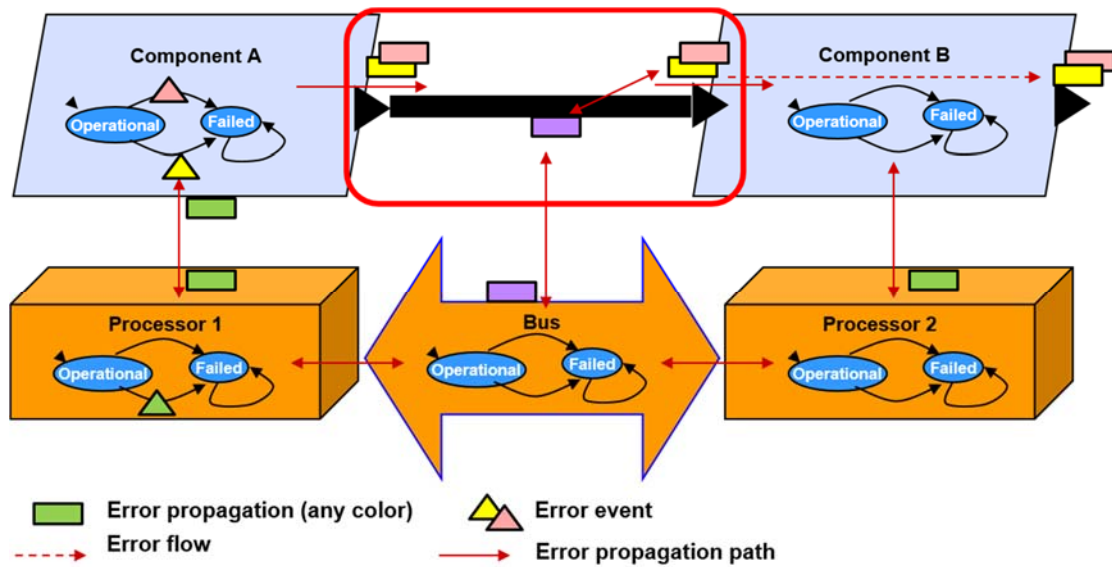 Component A
Component B
Operational
Failed
Operational
Failed
Processor 1
Bus
Processor 2
Operational
Failed
Operational
Failed
Operational
Failed
Error propagation (any color)
Error event
Error flow
Error propagation path